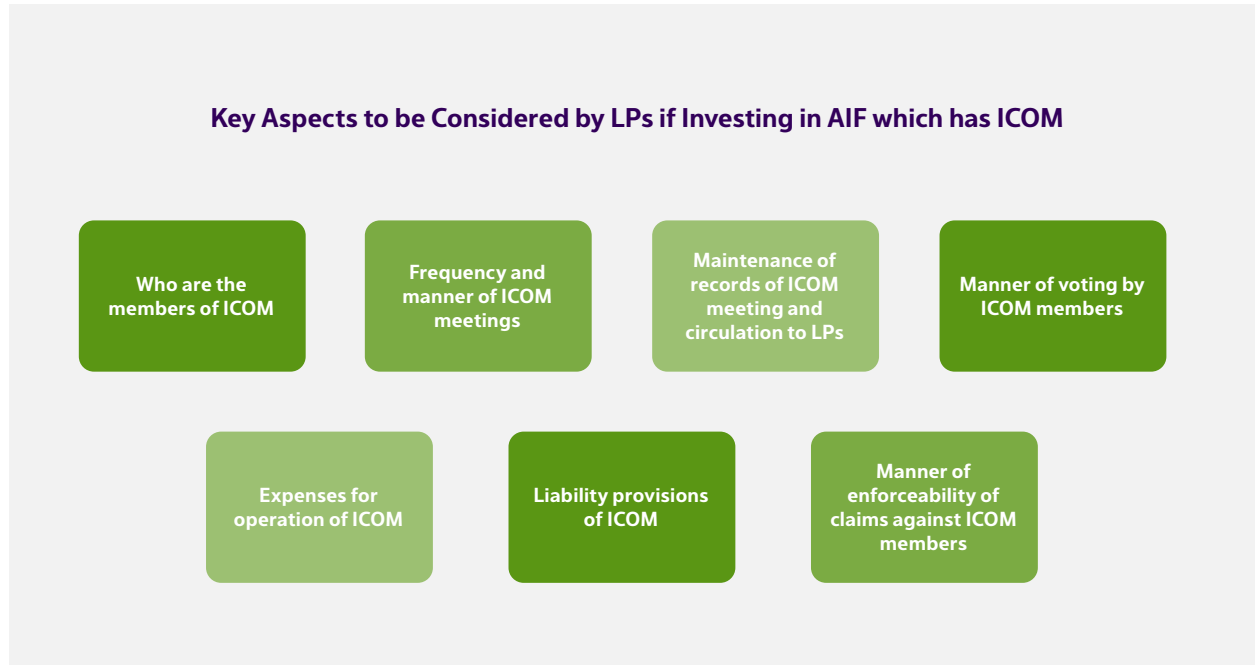 Key Aspects to be Considered by LPs if Investing in AIF which has ICOM
Who are the
members of ICOM
Frequency and
manner of ICOM
meetings
Maintenance of
records of ICOM
meeting and
circulation to LPs
Manner of voting by
ICOM members
Expenses for
operation of ICOM
Liability provisions
of ICOM
Manner of
enforceability of
claims against ICOM
members